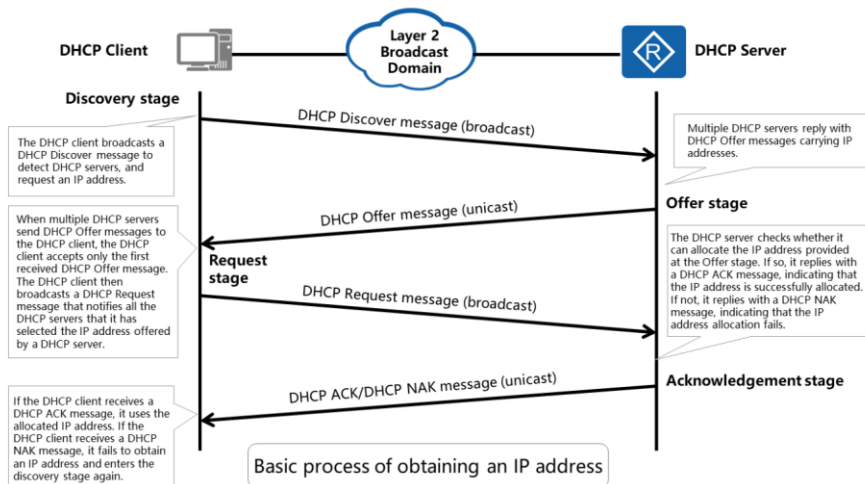 DHCP Client
Layer 2
Broadcast
Domain
R
DHCP Server
Discovery stage
DHCP Discover message (broadcast)
The DHCP client broadcasts a
DHCP Discover message to
detect DHCP servers, and
request an IP address.
Multiple DHCP servers reply with
DHCP Offer messages carrying IP
addresses.
DHCP Offer message (unicast)
Offer stage
When multiple DHCP servers
send DHCP Offer messages to
the DHCP client, the DHCP
client accepts only the first
received DHCP Offer message.
The DHCP client then
broadcasts a DHCP Request
message that notifies all the
DHCP servers that it has
selected the IP address offered
by a DHCP server.
Request
stage
DHCP Request message (broadcast)
The DHCP server checks whether it
can allocate the IP address provided
at the Offer stage. If so, it replies with
a DHCP ACK message, indicating that
the IP address is successfully allocated.
If not, it replies with a DHCP NAK
message, indicating that the IP
address allocation fails.
DHCP ACK/DHCP NAK message (unicast)
Acknowledgement stage
If the DHCP client receives a
DHCP ACK message, it uses the
allocated IP address. If the
DHCP client receives a DHCP
NAK message, it fails to obtain
an IP address and enters the
discovery stage again.
Basic process of obtaining an IP address